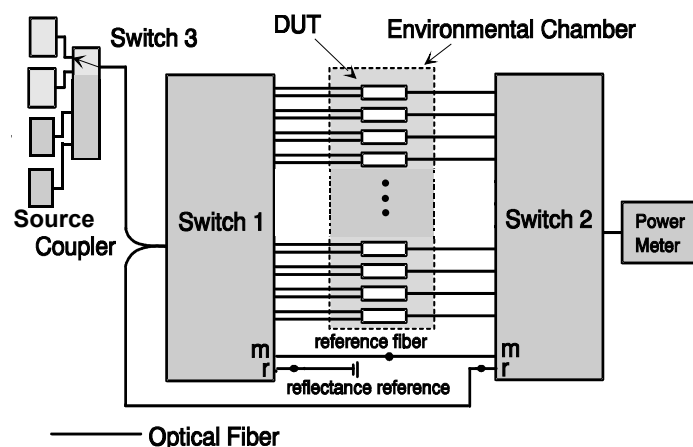 Switch 3
DUT
Environmental Chamber
Source
Coupler
Switch 1
Switch 2
Power
Meter
m
reference fiber
m
r
reflectance reference
r
Optical Fiber